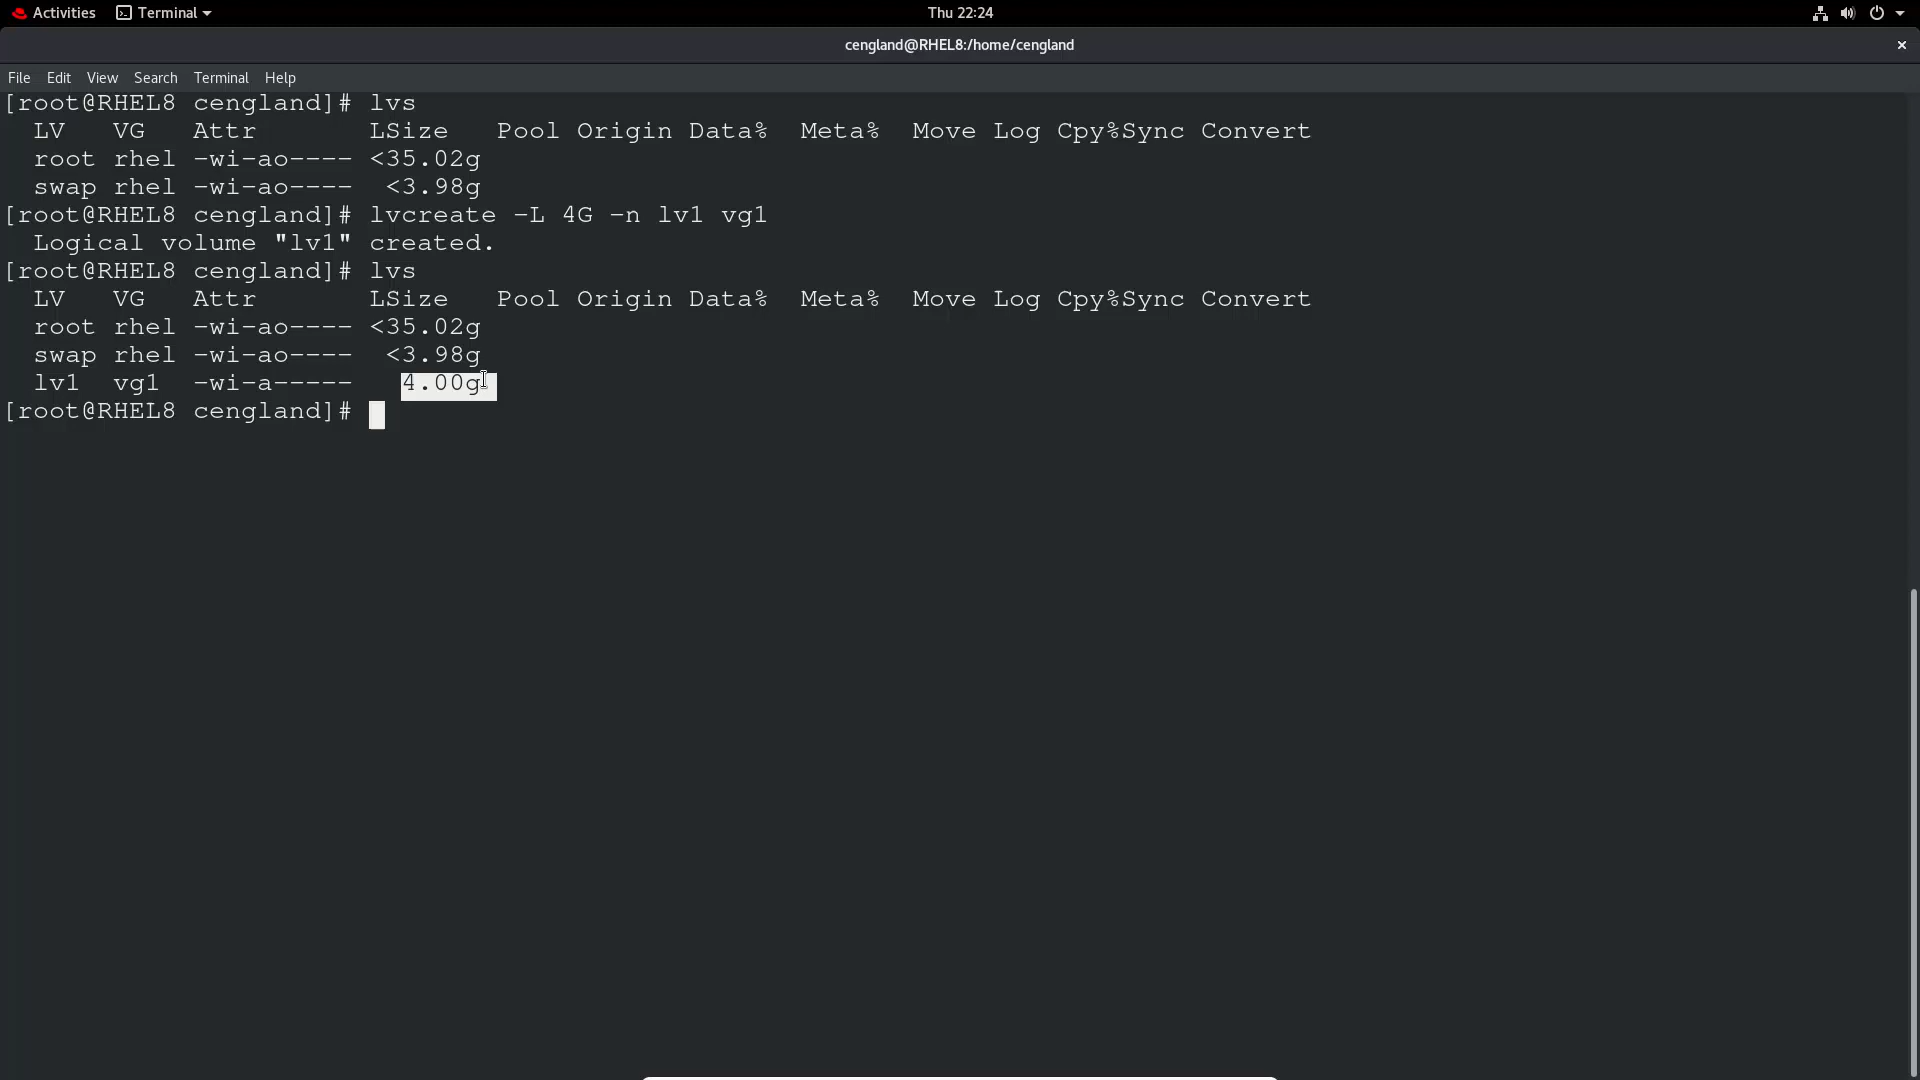 Activities Terminal Thu 22:24
cengland@RHEL8:/home/cengland
File Edit View Search Terminal Help
[root@RHEL8 cengland]# lvs
  LV   VG   Attr       LSize   Pool Origin Data%  Meta%  Move Log Cpy%Sync Convert
  root rhel -wi-ao---- <35.02g
  swap rhel -wi-ao----  <3.98g
[root@RHEL8 cengland]# lvcreate -L 4G -n lv1 vg1
  Logical volume "lv1" created.
[root@RHEL8 cengland]# lvs
  LV   VG   Attr       LSize   Pool Origin Data%  Meta%  Move Log Cpy%Sync Convert
  root rhel -wi-ao---- <35.02g
  swap rhel -wi-ao----  <3.98g
  lv1  vg1  -wi-a-----   4.00g
[root@RHEL8 cengland]#